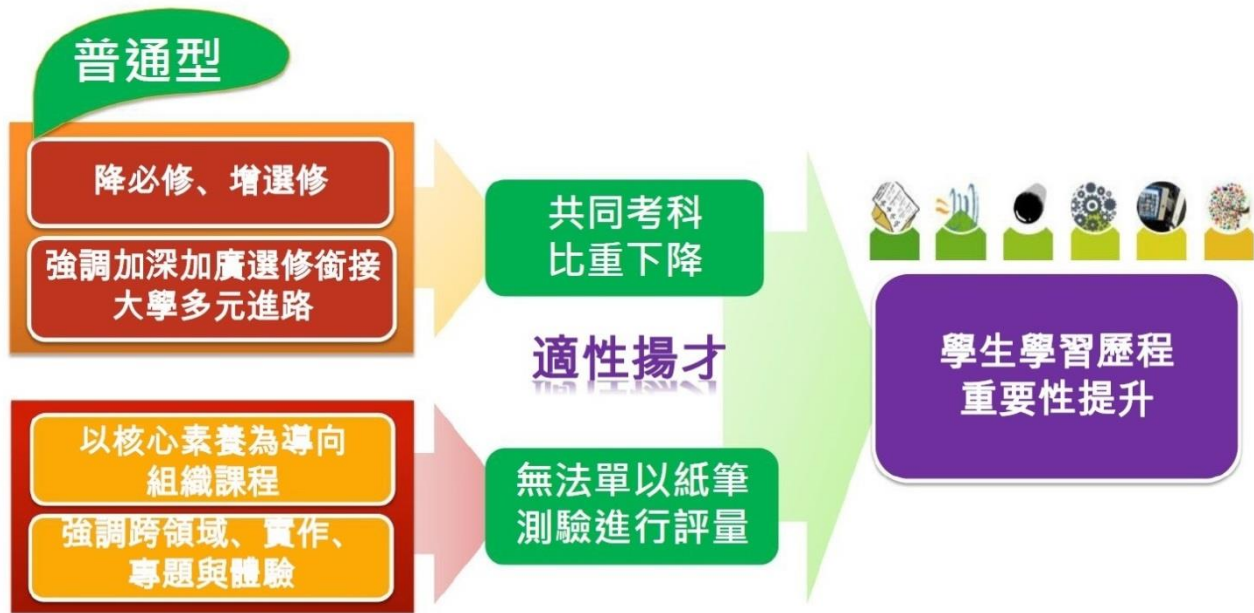 普通型
降必修、增選修
強調加深加廣選修銜接
大學多元進路
以核心素養為導向
組織課程
強調跨領域、實作、
專題與體驗
共同考科
比重下降
適性揚才
無法單以紙筆
測驗進行評量
學生學習歷程
重要性提升